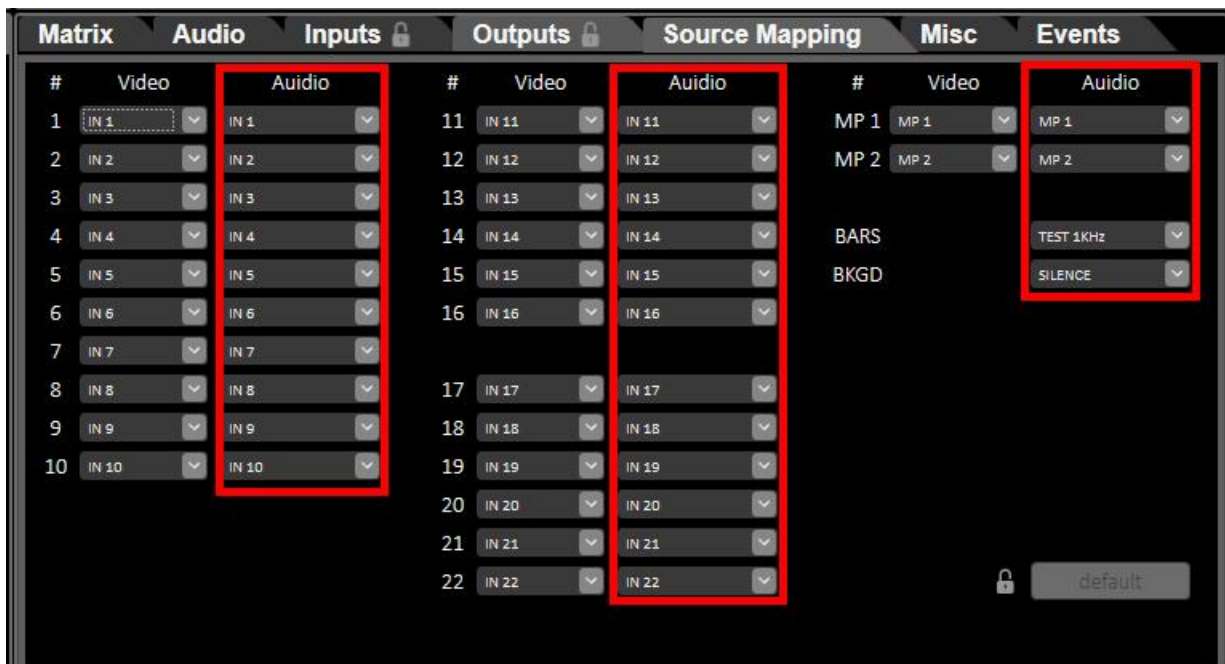 Matrix Audio Inputs Outputs Source Mapping Misc Events
# Video Auidio # Video Auidio # Video Auidio
1 IN 1 IN 1 11 IN 11 IN 11 MP 1 MP 1 MP 1
2 IN 2 IN 2 12 IN 12 IN 12 MP 2 MP 2 MP 2
3 IN 3 IN 3 13 IN 13 IN 13
4 IN 4 IN 4 14 IN 14 IN 14 BARS TEST 1KHz
5 IN 5 IN 5 15 IN 15 IN 15 BKGD SILENCE
6 IN 6 IN 6 16 IN 16 IN 16
7 IN 7 IN 7
8 IN 8 IN 8 17 IN 17 IN 17
9 IN 9 IN 9 18 IN 18 IN 18
10 IN 10 IN 10 19 IN 19 IN 19
20 IN 20 IN 20
21 IN 21 IN 21
22 IN 22 IN 22 default